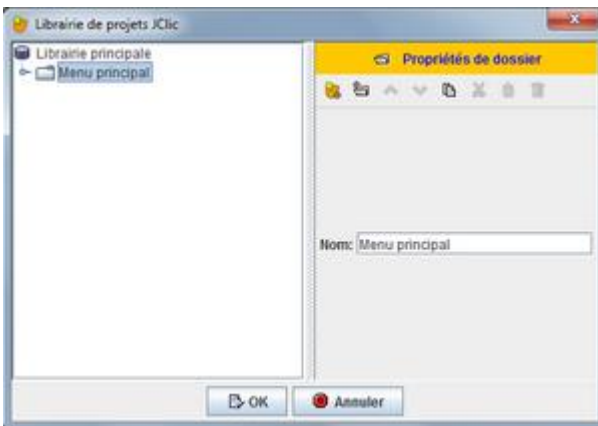 Librairie de projets JClic
Librairie principale
Menu principal
Propriétés de dossier
Nom: Menu principal
OK
Annuler